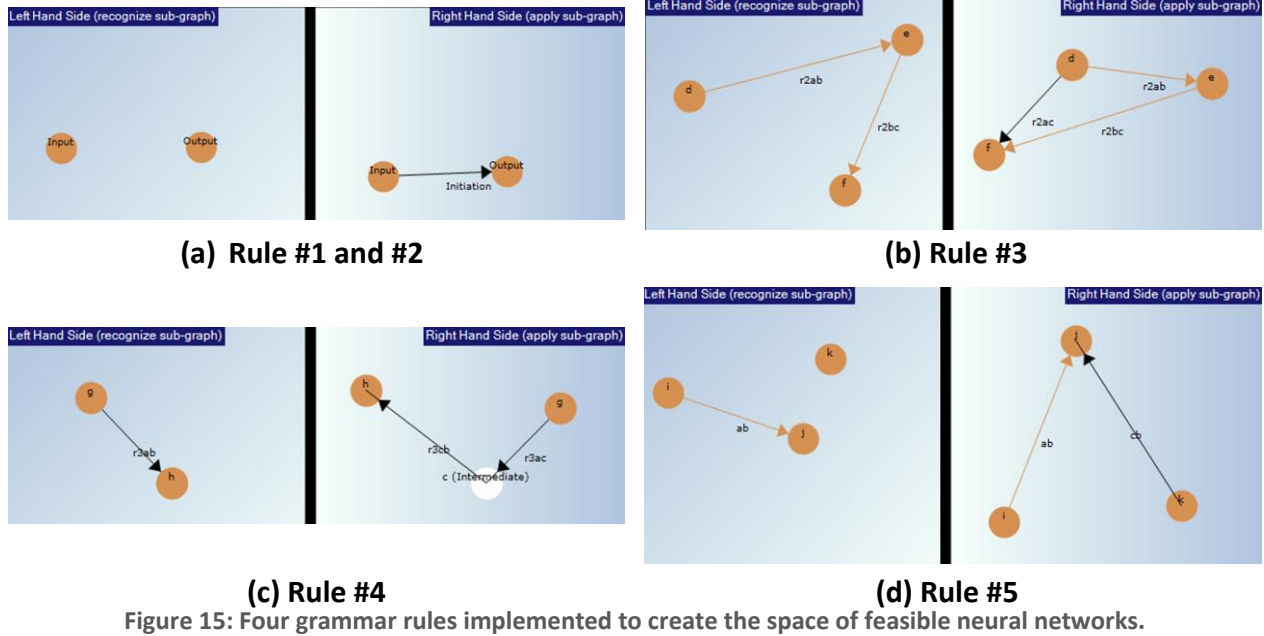 Left Hand Side (recognize sub-graph)
Right Hand Side (apply sub-graph)
Input
Output
Input
Output
Initiation
(a) Rule #1 and #2
Left Hand Side (recognize sub-graph)
Right Hand Side (apply sub-graph)
d
e
f
r2ab
r2bc
d
e
f
r2ab
r2ac
r2bc
(b) Rule #3
Left Hand Side (recognize sub-graph)
Right Hand Side (apply sub-graph)
g
r3ab
h
h
g
r3cb
r3ac
c (Intermediate)
(c) Rule #4
Left Hand Side (recognize sub-graph)
Right Hand Side (apply sub-graph)
k
i
ab
j
j
ab
cb
k
i
(d) Rule #5
Figure 15: Four grammar rules implemented to create the space of feasible neural networks.